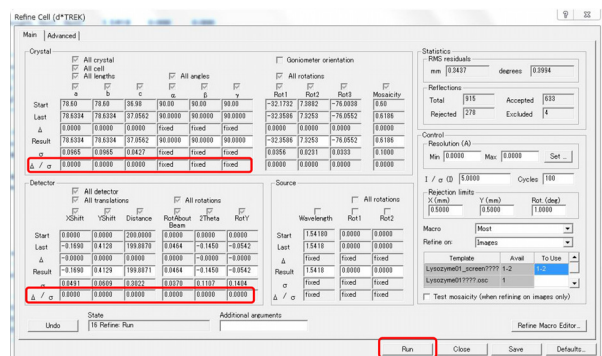 Refine Cell (d*TREK)
Main Advanced
Crystal
All crystal
All cell
All lengths
All angles
Goniometer orientation
All rotations
a b c α β γ Rot1 Rot2 Rot3 Mosaicity
Start 78.60 78.60 36.98 90.00 90.00 90.00 -32.1732 7.3882 -76.0038 0.60
Last 78.6334 78.6334 37.0562 90.0000 90.0000 90.0000 -32.3586 7.3253 -76.0552 0.6186
Δ 0.0000 0.0000 0.0000 fixed fixed fixed 0.0000 0.0000 0.0000 0.0000
Result 78.6334 78.6334 37.0562 90.0000 90.0000 90.0000 -32.3586 7.3253 -76.0552 0.6186
σ 0.0965 0.0965 0.0427 fixed fixed fixed 0.0356 0.0231 0.0333 0.1000
Δ / σ 0.0000 0.0000 0.0000 fixed fixed fixed 0.0000 0.0000 0.0000 0.0000
Detector
All detector
All translations
All rotations
XShift YShift Distance RotAbout Beam 2Theta RotY
Start 0.0000 0.0000 200.0000 0.0000 0.0000 0.0000
Last -0.1690 0.4128 199.8870 0.0464 -0.1450 -0.0542
Δ -0.0000 0.0000 0.0000 0.0000 0.0000 0.0000
Result -0.1690 0.4129 199.8871 0.0464 -0.1450 -0.0542
σ 0.0491 0.0609 0.3022 0.0370 0.1107 0.1404
Δ / σ 0.0000 0.0000 0.0000 0.0000 0.0000 0.0000
Source
All rotations
Wavelength Rot1 Rot2
Start 1.54180 0.0000 0.0000
Last 1.5418 0.0000 0.0000
Δ fixed fixed fixed
Result 1.5418 0.0000 0.0000
σ fixed fixed fixed
Δ / σ fixed fixed fixed
Statistics
RMS residuals
mm 0.3437 degrees 0.3994
Reflections
Total 915 Accepted 633
Rejected 278 Excluded 4
Control
Resolution (A)
Min 0.0000 Max 0.0000 Set ...
I / σ (I) 5.0000 Cycles 100
Rejection limits
X (mm) Y (mm) Rot. (deg)
0.5000 0.5000 1.0000
Macro Most
Refine on: Images
Template Avail To Use
Lysozyme01_screen???? 1-2 1-2
Lysozyme01????.osc 1
Test mosaicity (when refining on images only)
State
Additional arguments
Undo
16 Refine: Run
Refine Macro Editor...
Run Close Save Defaults...